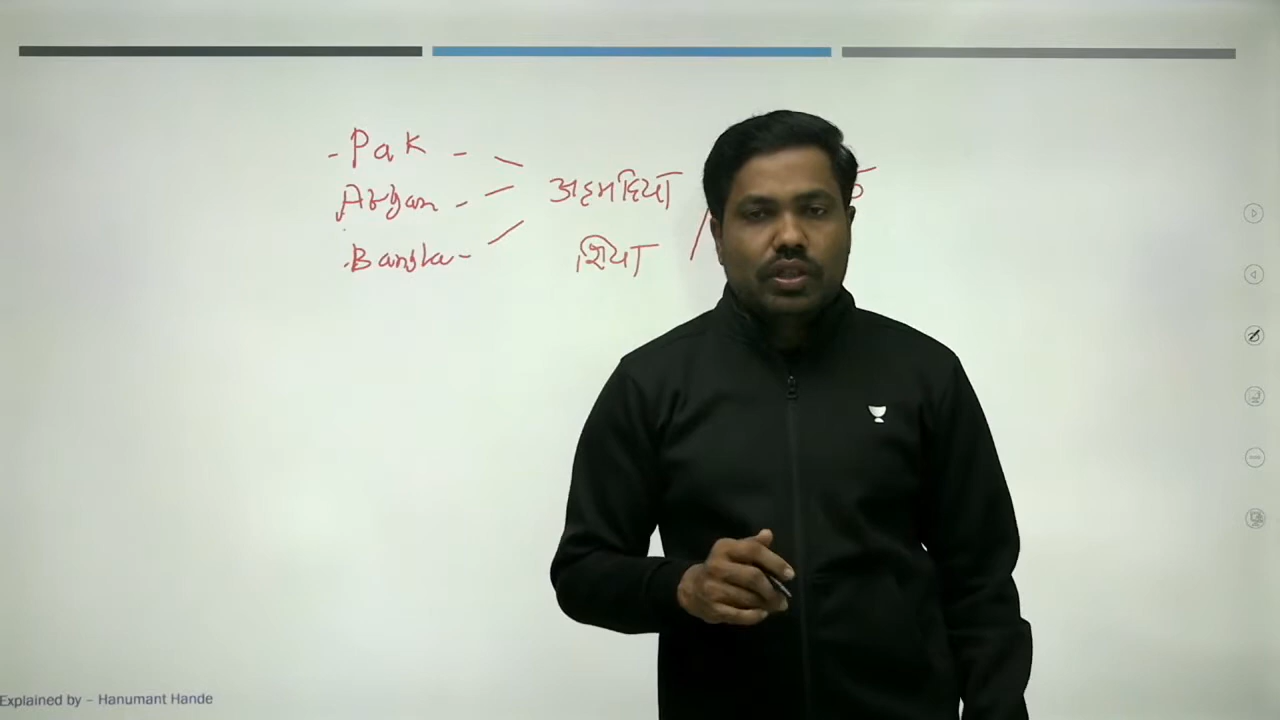 - Pak -
Afgan -
Bangla -
अहमदिया
शिया
Explained by – Hanumant Hande